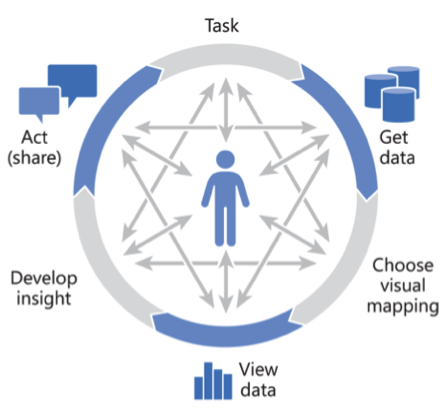 Task
Get
data
Choose
visual
mapping
View
data
Develop
insight
Act
(share)